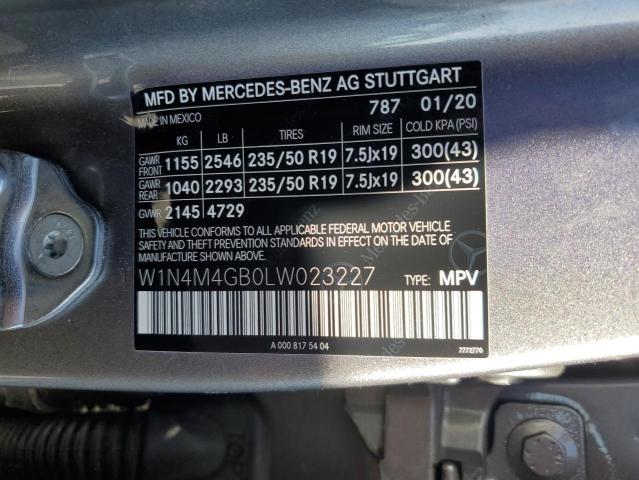 MFD BY MERCEDES-BENZ AG STUTTGART
MADE IN MEXICO 787 01/20
KG LB TIRES RIM SIZE COLD KPA (PSI)
GAWR FRONT 1155 2546 235/50 R19 7.5Jx19 300(43)
GAWR REAR 1040 2293 235/50 R19 7.5Jx19 300(43)
GVWR 2145 4729
THIS VEHICLE CONFORMS TO ALL APPLICABLE FEDERAL MOTOR VEHICLE
SAFETY STANDARDS IN EFFECT ON THE DATE OF MANUFACTURE
SHOWN ABOVE.
W1N4M4GB0LW023227 TYPE: MPV
A 000 817 54 04